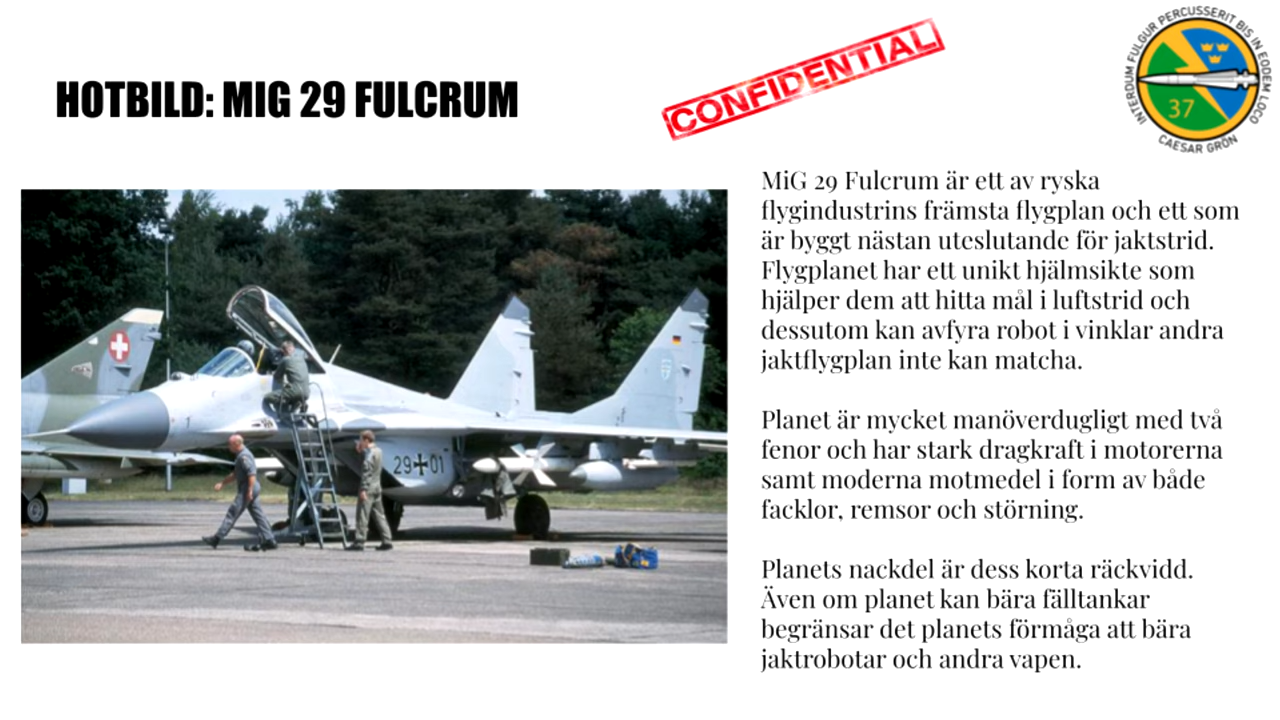 HOTBILD: MIG 29 FULCRUM
CONFIDENTIAL
INTERDUM FULGUR PERCUSSERIT BIS IN EODEM LOCO
37
CAESAR GRÖN
MiG 29 Fulcrum är ett av ryska
flygindustrins främsta flygplan och ett som
är byggt nästan uteslutande för jaktstrid.
Flygplanet har ett unikt hjälmsikte som
hjälper dem att hitta mål i luftstrid och
dessutom kan avfyra robot i vinklar andra
jaktflygplan inte kan matcha.
Planet är mycket manöverdugligt med två
fenor och har stark dragkraft i motorerna
samt moderna motmedel i form av både
facklor, remsor och störning.
Planets nackdel är dess korta räckvidd.
Även om planet kan bära fälltankar
begränsar det planets förmåga att bära
jaktrobotar och andra vapen.
29+01